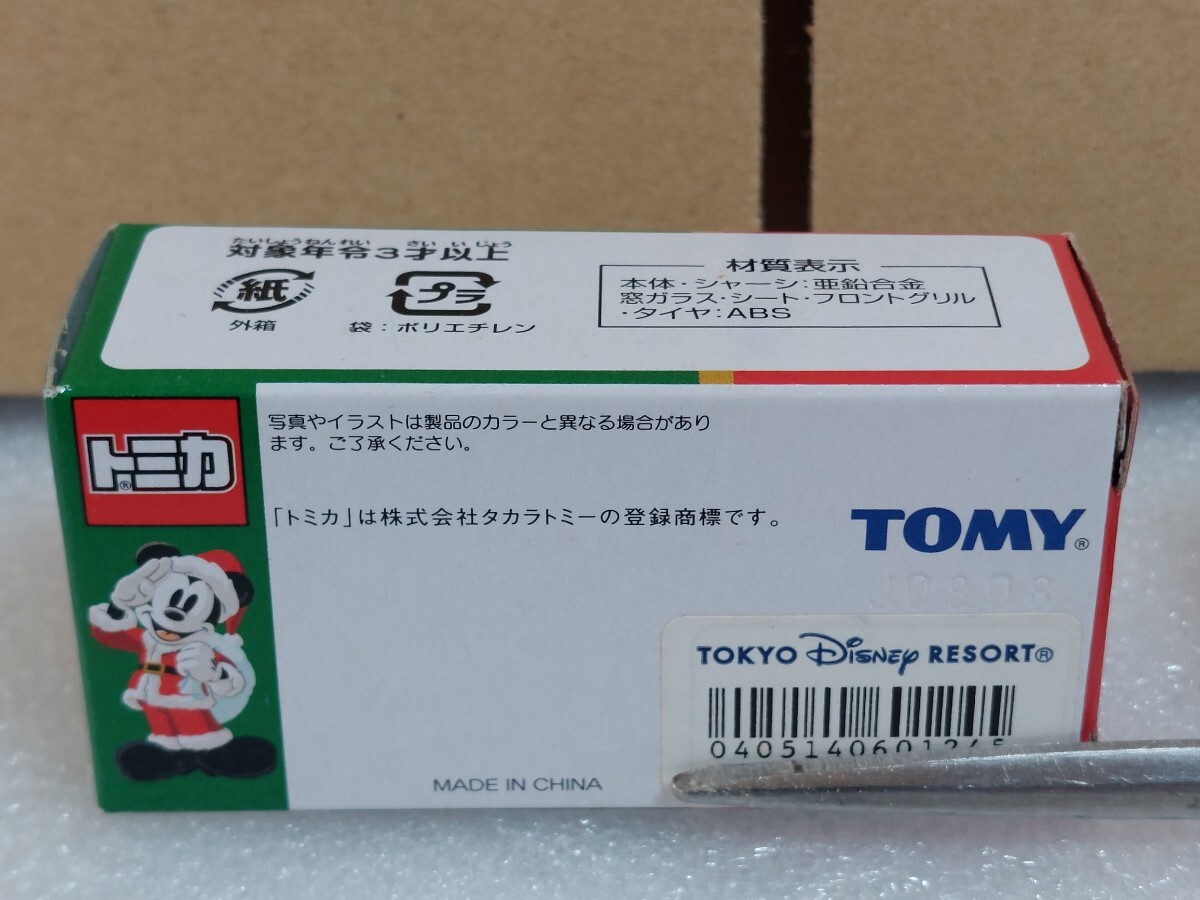 たいしょうねんれい さい いじょう
対象年令3才以上
紙
外箱
プラ
袋:ポリエチレン
材質表示
本体・シャーシ:亜鉛合金
窓ガラス・シート・フロントグリル
・タイヤ:ABS
トミカ®
写真やイラストは製品のカラーと異なる場合があり
ます。ご了承ください。
「トミカ」は株式会社タカラトミーの登録商標です。
TOMY®
J0808
TOKYO Disney RESORT®
MADE IN CHINA